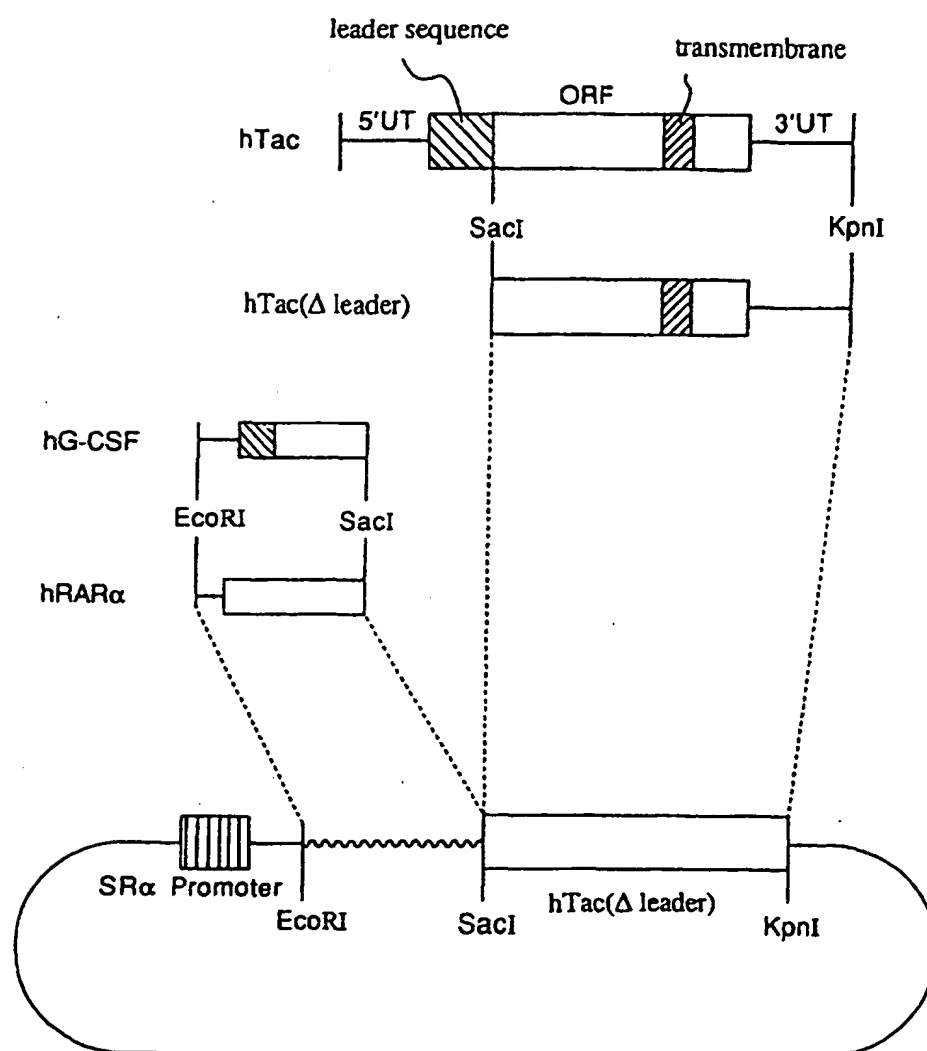 leader sequence
transmembrane
ORF
5'UT
3'UT
hTac
SacI
KpnI
hTac(Δ leader)
hG-CSF
EcoRI
SacI
hRARα
SRα Promoter
EcoRI
SacI
hTac(Δ leader)
KpnI